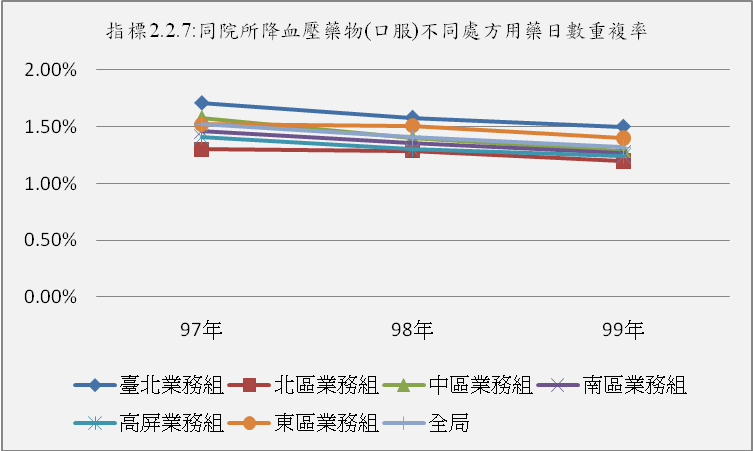 指標2.2.7:同院所降血壓藥物(口服)不同處方用藥日數重複率
2.00%
1.50%
1.00%
0.50%
0.00%
97年 98年 99年
臺北業務組 北區業務組 中區業務組 南區業務組
高屏業務組 東區業務組 全局